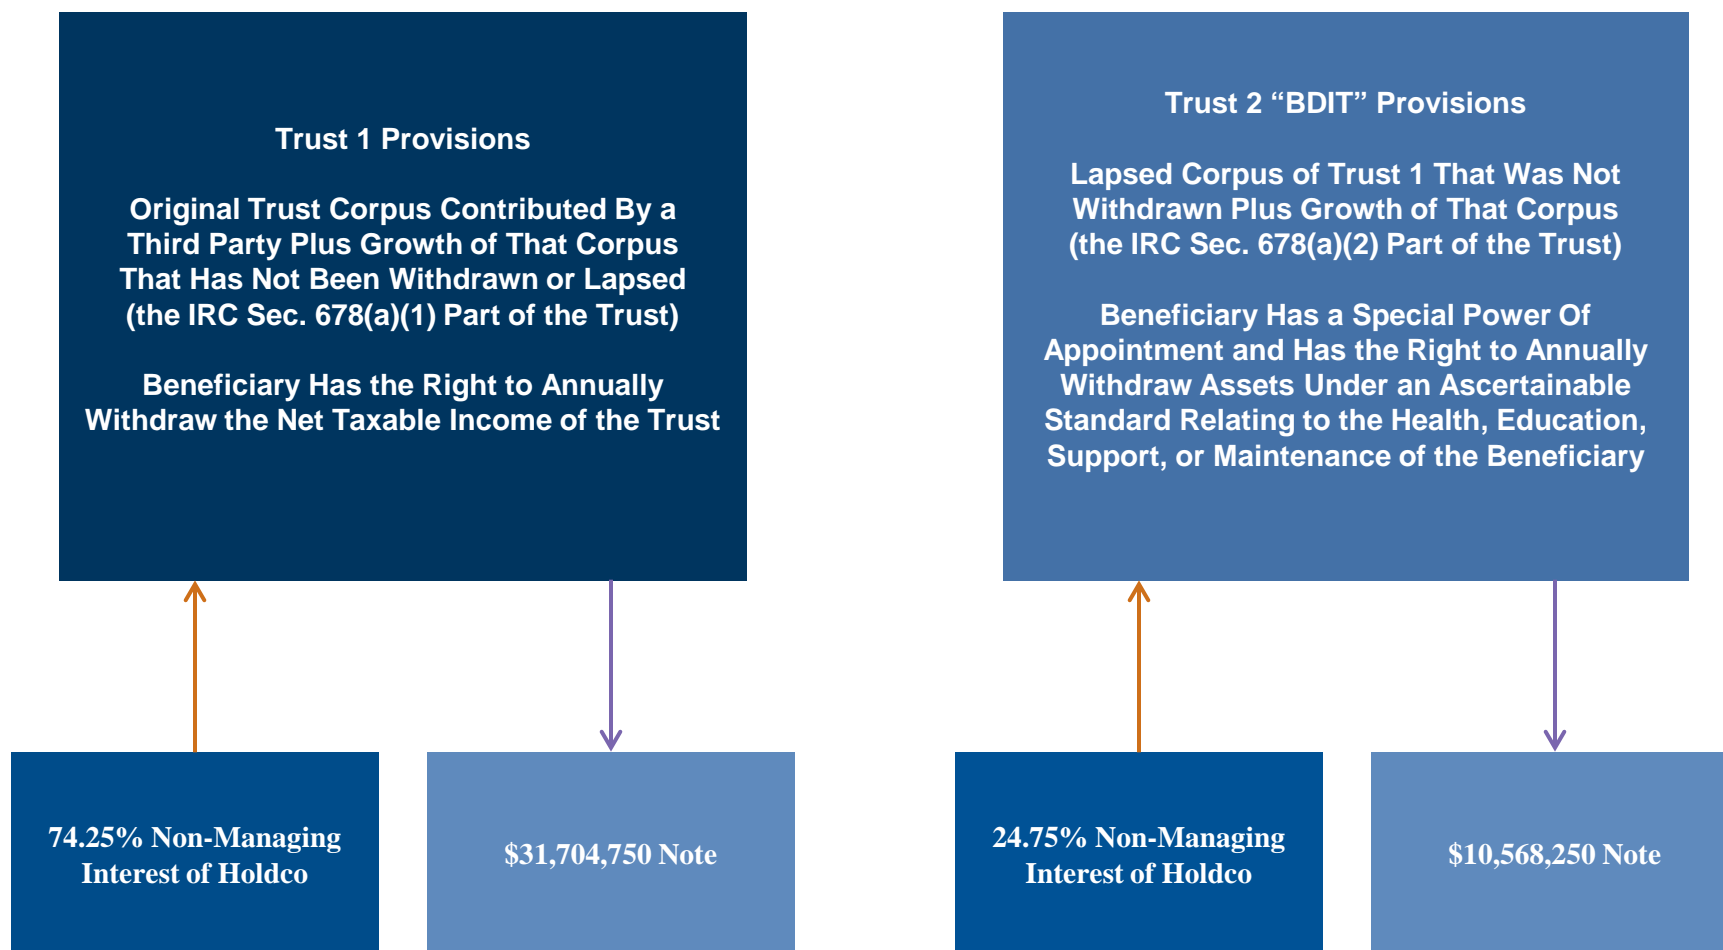 Trust 1 Provisions
Original Trust Corpus Contributed By a
Third Party Plus Growth of That Corpus
That Has Not Been Withdrawn or Lapsed
(the IRC Sec. 678(a)(1) Part of the Trust)
Beneficiary Has the Right to Annually
Withdraw the Net Taxable Income of the Trust
Trust 2 “BDIT” Provisions
Lapsed Corpus of Trust 1 That Was Not
Withdrawn Plus Growth of That Corpus
(the IRC Sec. 678(a)(2) Part of the Trust)
Beneficiary Has a Special Power Of
Appointment and Has the Right to Annually
Withdraw Assets Under an Ascertainable
Standard Relating to the Health, Education,
Support, or Maintenance of the Beneficiary
74.25% Non-Managing
Interest of Holdco
$31,704,750 Note
24.75% Non-Managing
Interest of Holdco
$10,568,250 Note